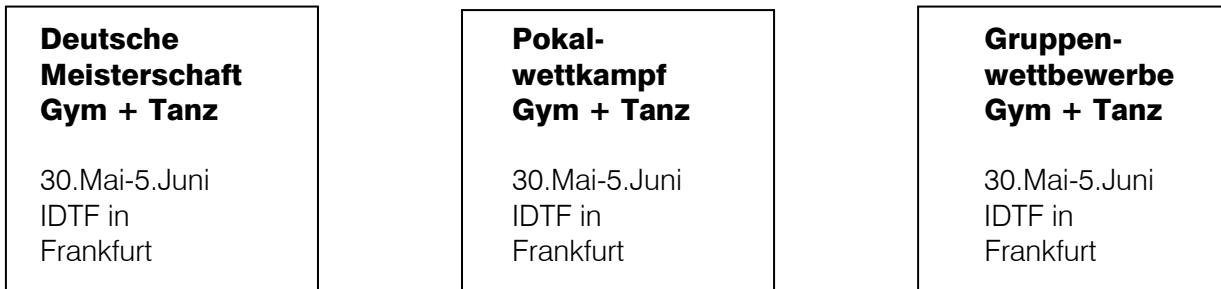 Deutsche
Meisterschaft
Gym + Tanz
30.Mai-5.Juni
IDTF in
Frankfurt
Pokal-
wettkampf
Gym + Tanz
30.Mai-5.Juni
IDTF in
Frankfurt
Gruppen-
wettbewerbe
Gym + Tanz
30.Mai-5.Juni
IDTF in
Frankfurt